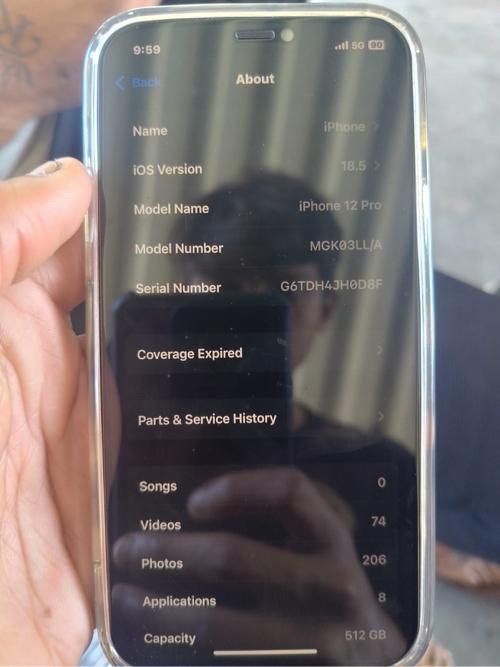 9:59 5G 90
Back About
Name iPhone
iOS Version 18.5
Model Name iPhone 12 Pro
Model Number MGK03LL/A
Serial Number G6TDH4JH0D8F
Coverage Expired
Parts & Service History
Songs 0
Videos 74
Photos 206
Applications 8
Capacity 512 GB